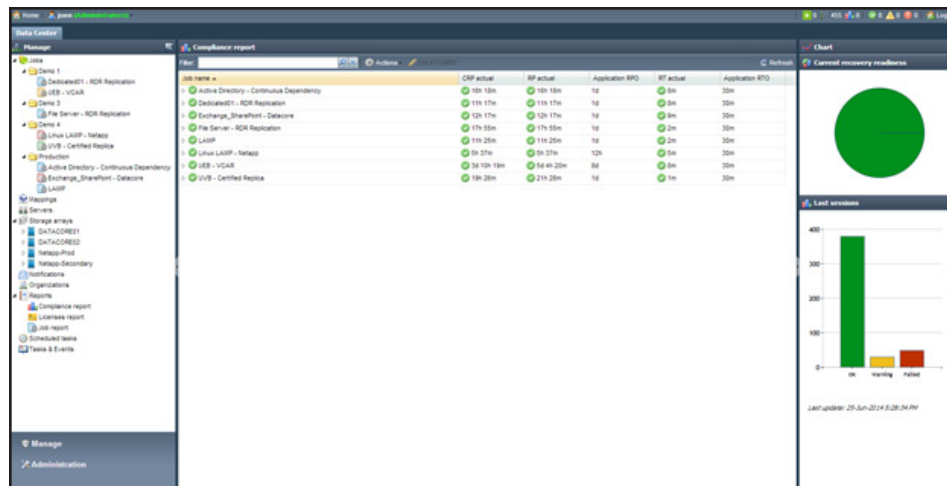 Home joen (Administrators)
0 455 0 0 0 0 Log
Data Center
Manage
Compliance report
Chart
Jobs
Demo 1
Dedicated01 - RDR Replication
UEB - VCAR
Demo 3
File Server - RDR Replication
Demo 4
Linux LAMP - Netapp
UVB - Certified Replica
Production
Active Directory - Continuous Dependency
Exchange_SharePoint - Datacore
LAMP
Mappings
Servers
Storage arrays
DATACORE01
DATACORE02
Netapp-Prod
Netapp-Secondary
Notifications
Organizations
Reports
Compliance report
Licenses report
Job report
Scheduled tasks
Tasks & Events
Manage
Administration
Filter: Actions Refresh
Job name CRP actual RP actual Application RPO RT actual Application RTO
Active Directory - Continuous Dependency 16h 18m 16h 18m 1d 8m 30m
Dedicated01 - RDR Replication 11h 17m 11h 17m 1d 8m 30m
Exchange_SharePoint - Datacore 12h 17m 12h 17m 1d 9m 30m
File Server - RDR Replication 17h 55m 17h 55m 1d 2m 30m
LAMP 11h 25m 11h 25m 1d 2m 30m
Linux LAMP - Netapp 5h 37m 5h 37m 12h 5m 30m
UEB - VCAR 3d 10h 19m 5d 4h 20m 8d 8m 30m
UVB - Certified Replica 19h 26m 21h 28m 1d 1m 30m
Current recovery readiness
Last sessions
400
300
200
100
0
OK Warning Failed
Last update: 25-Jun-2014 5:28:34 PM